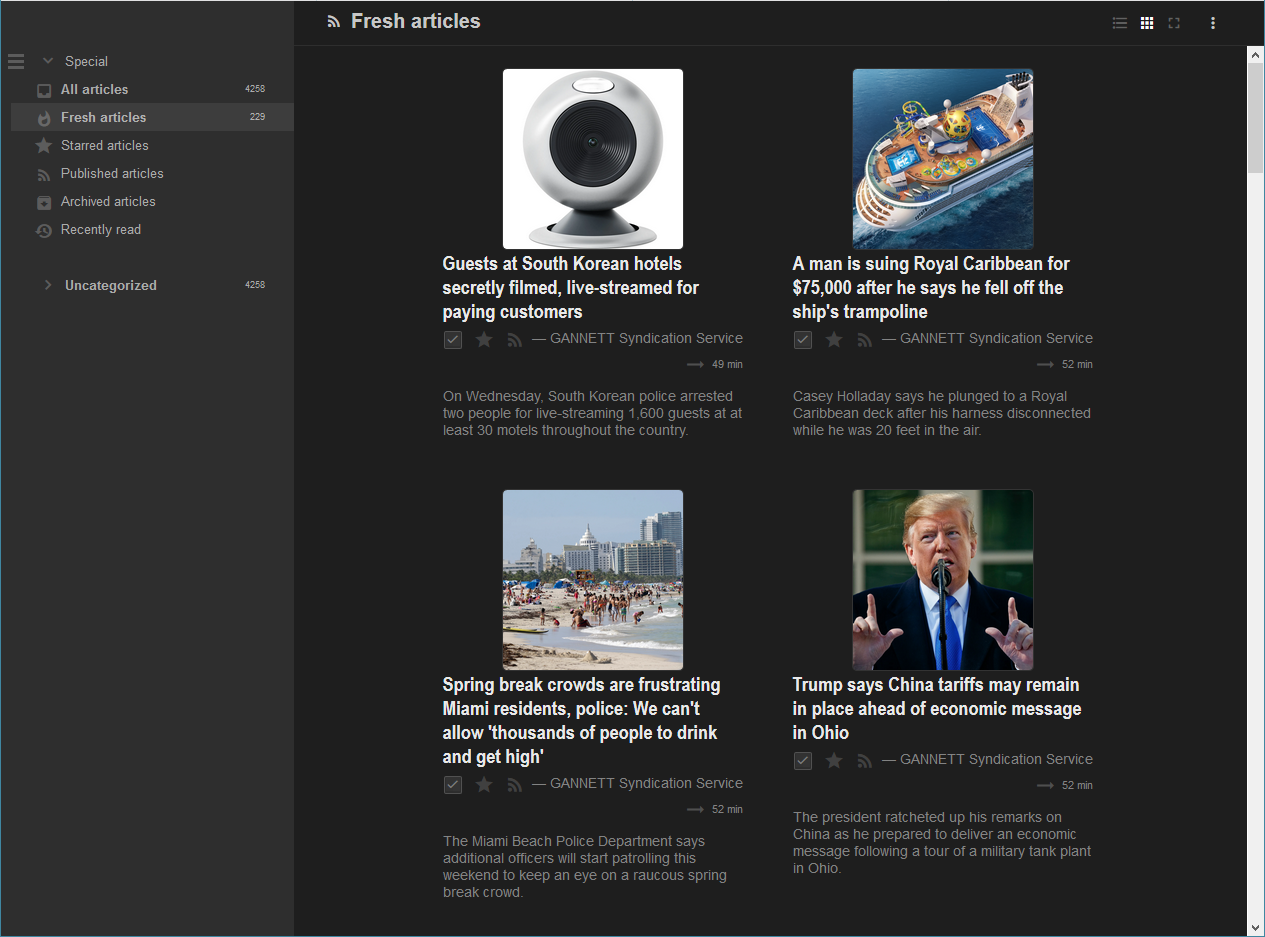 Fresh articles
Special
All articles 4258
Fresh articles 229
Starred articles
Published articles
Archived articles
Recently read
Uncategorized 4258
Guests at South Korean hotels
secretly filmed, live-streamed for
paying customers
— GANNETT Syndication Service
49 min
On Wednesday, South Korean police arrested
two people for live-streaming 1,600 guests at at
least 30 motels throughout the country.
A man is suing Royal Caribbean for
$75,000 after he says he fell off the
ship's trampoline
— GANNETT Syndication Service
52 min
Casey Holladay says he plunged to a Royal
Caribbean deck after his harness disconnected
while he was 20 feet in the air.
Spring break crowds are frustrating
Miami residents, police: We can't
allow 'thousands of people to drink
and get high'
— GANNETT Syndication Service
52 min
The Miami Beach Police Department says
additional officers will start patrolling this
weekend to keep an eye on a raucous spring
break crowd.
Trump says China tariffs may remain
in place ahead of economic message
in Ohio
— GANNETT Syndication Service
52 min
The president ratcheted up his remarks on
China as he prepared to deliver an economic
message following a tour of a military tank plant
in Ohio.